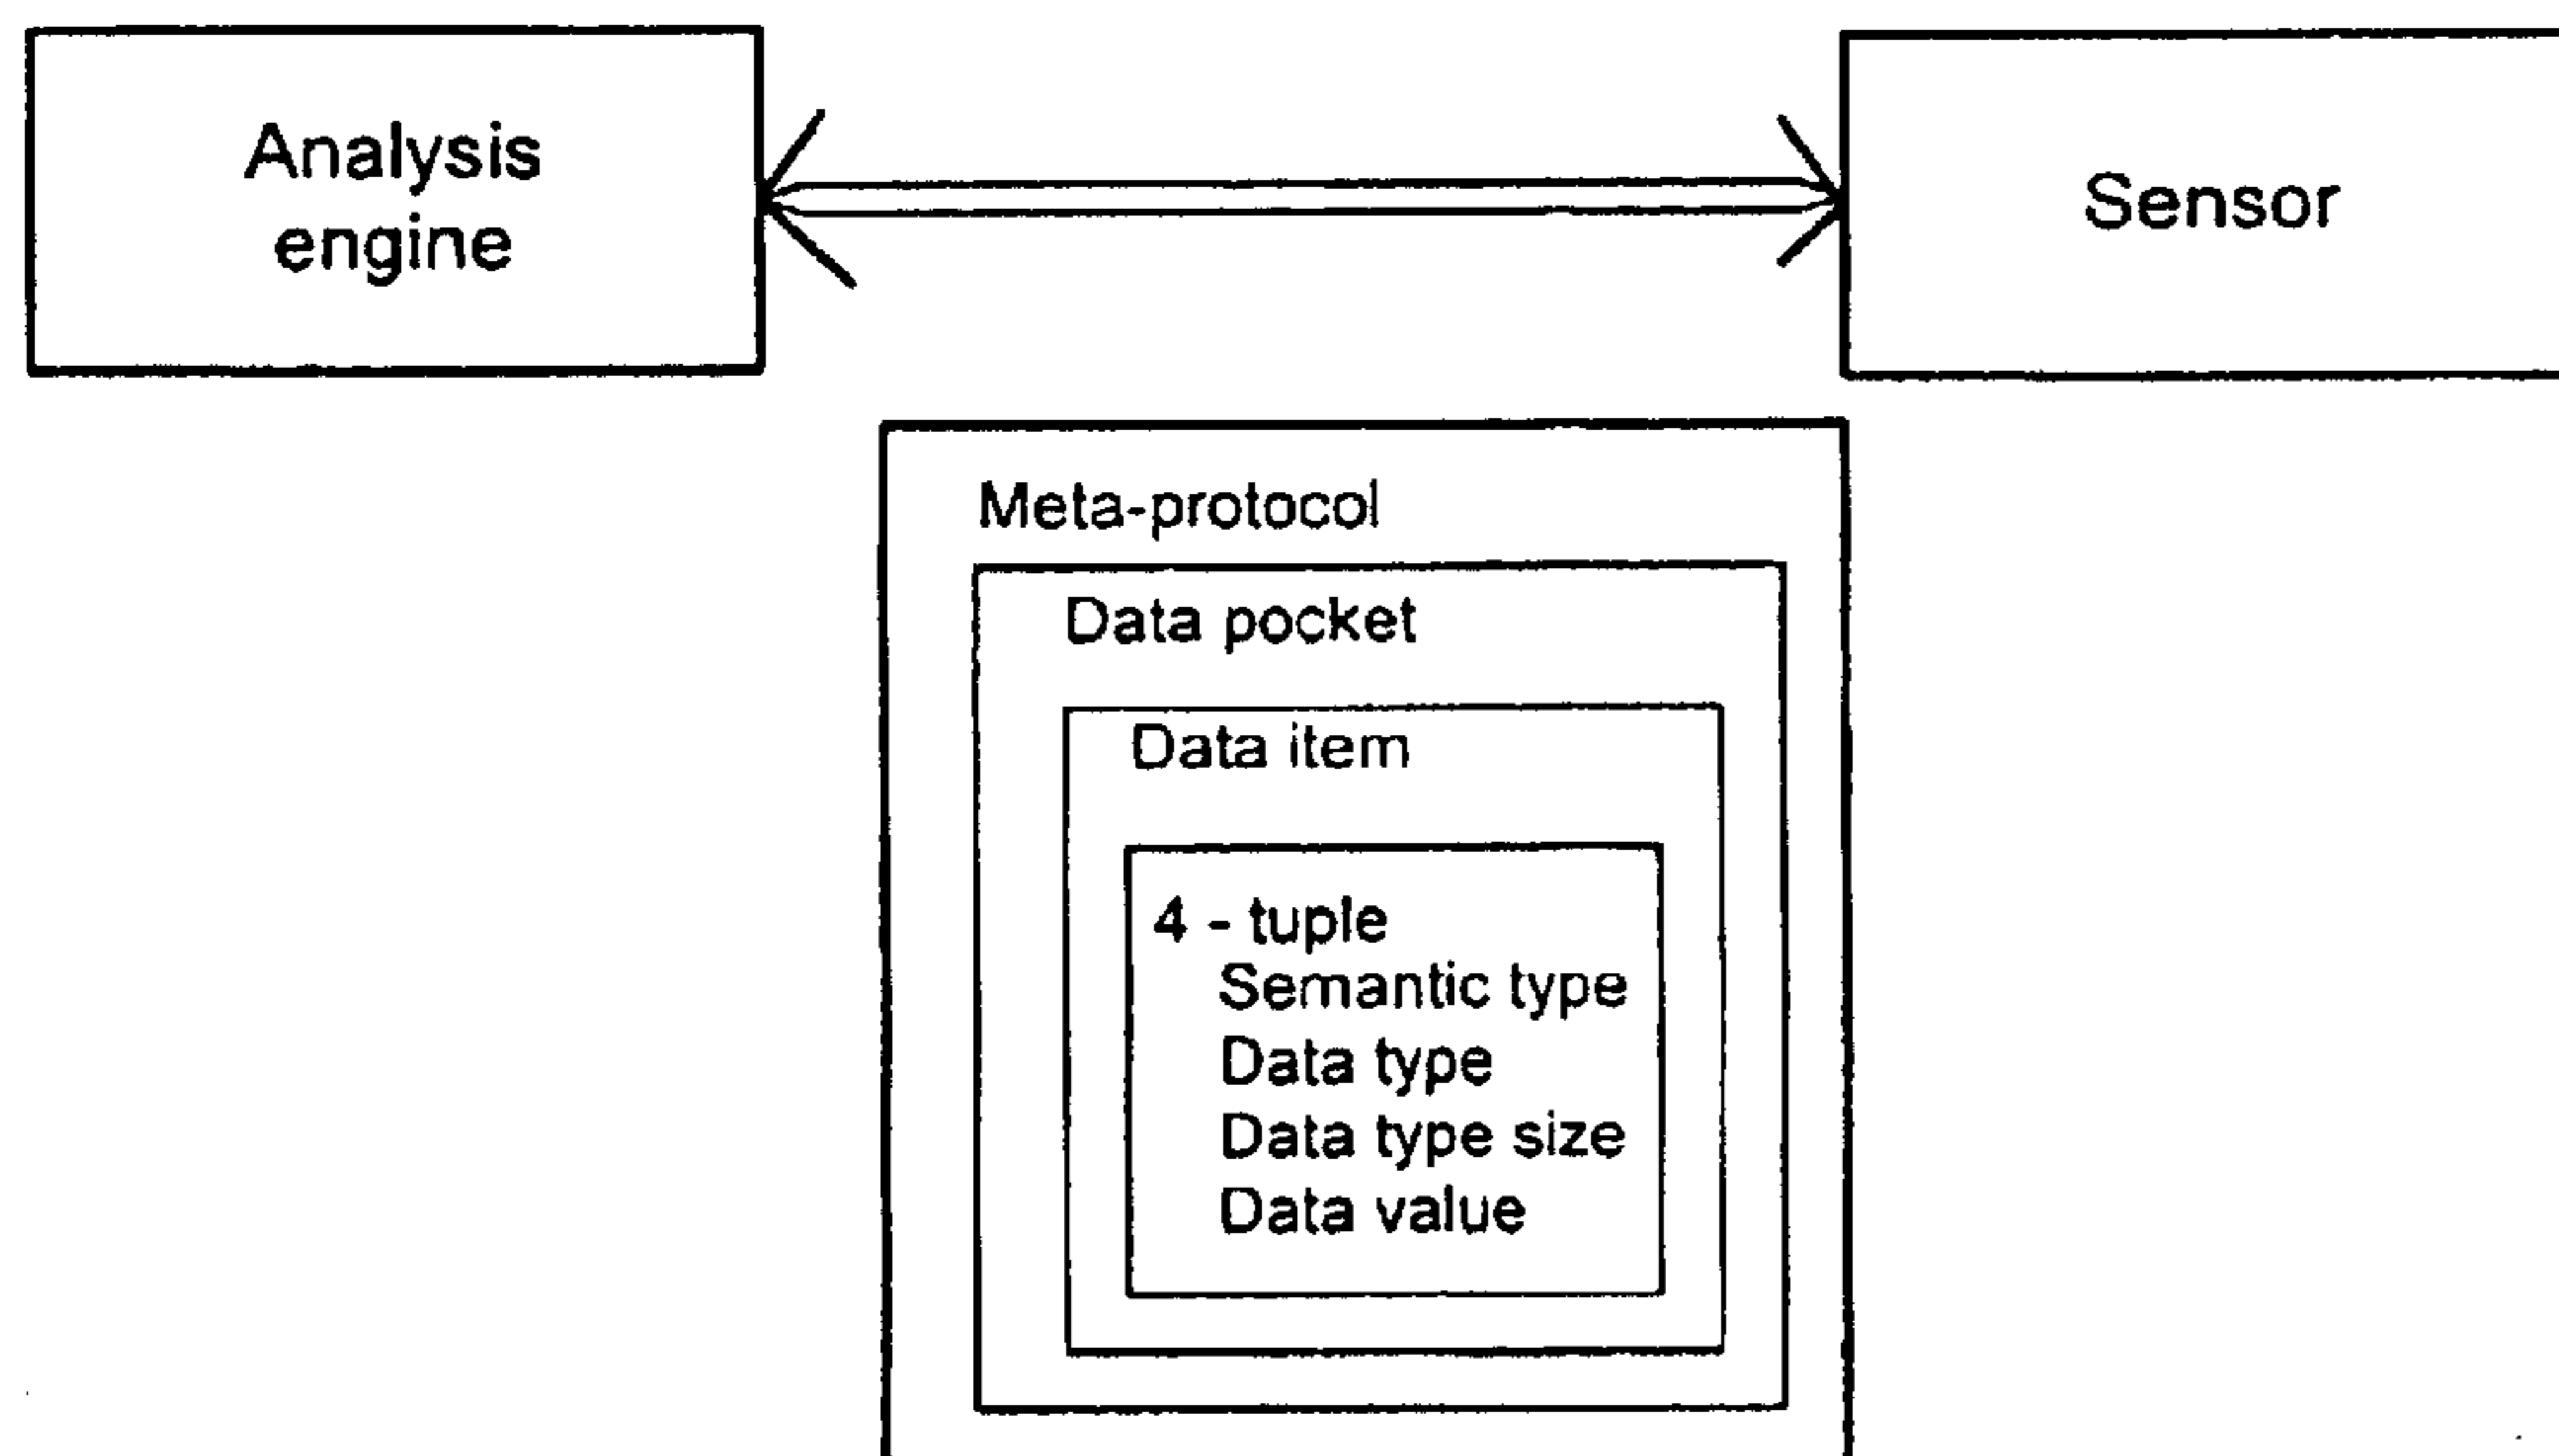 Analysis
engine
Sensor
Meta-protocol
Data pocket
Data item
4 - tuple
Semantic type
Data type
Data type size
Data value